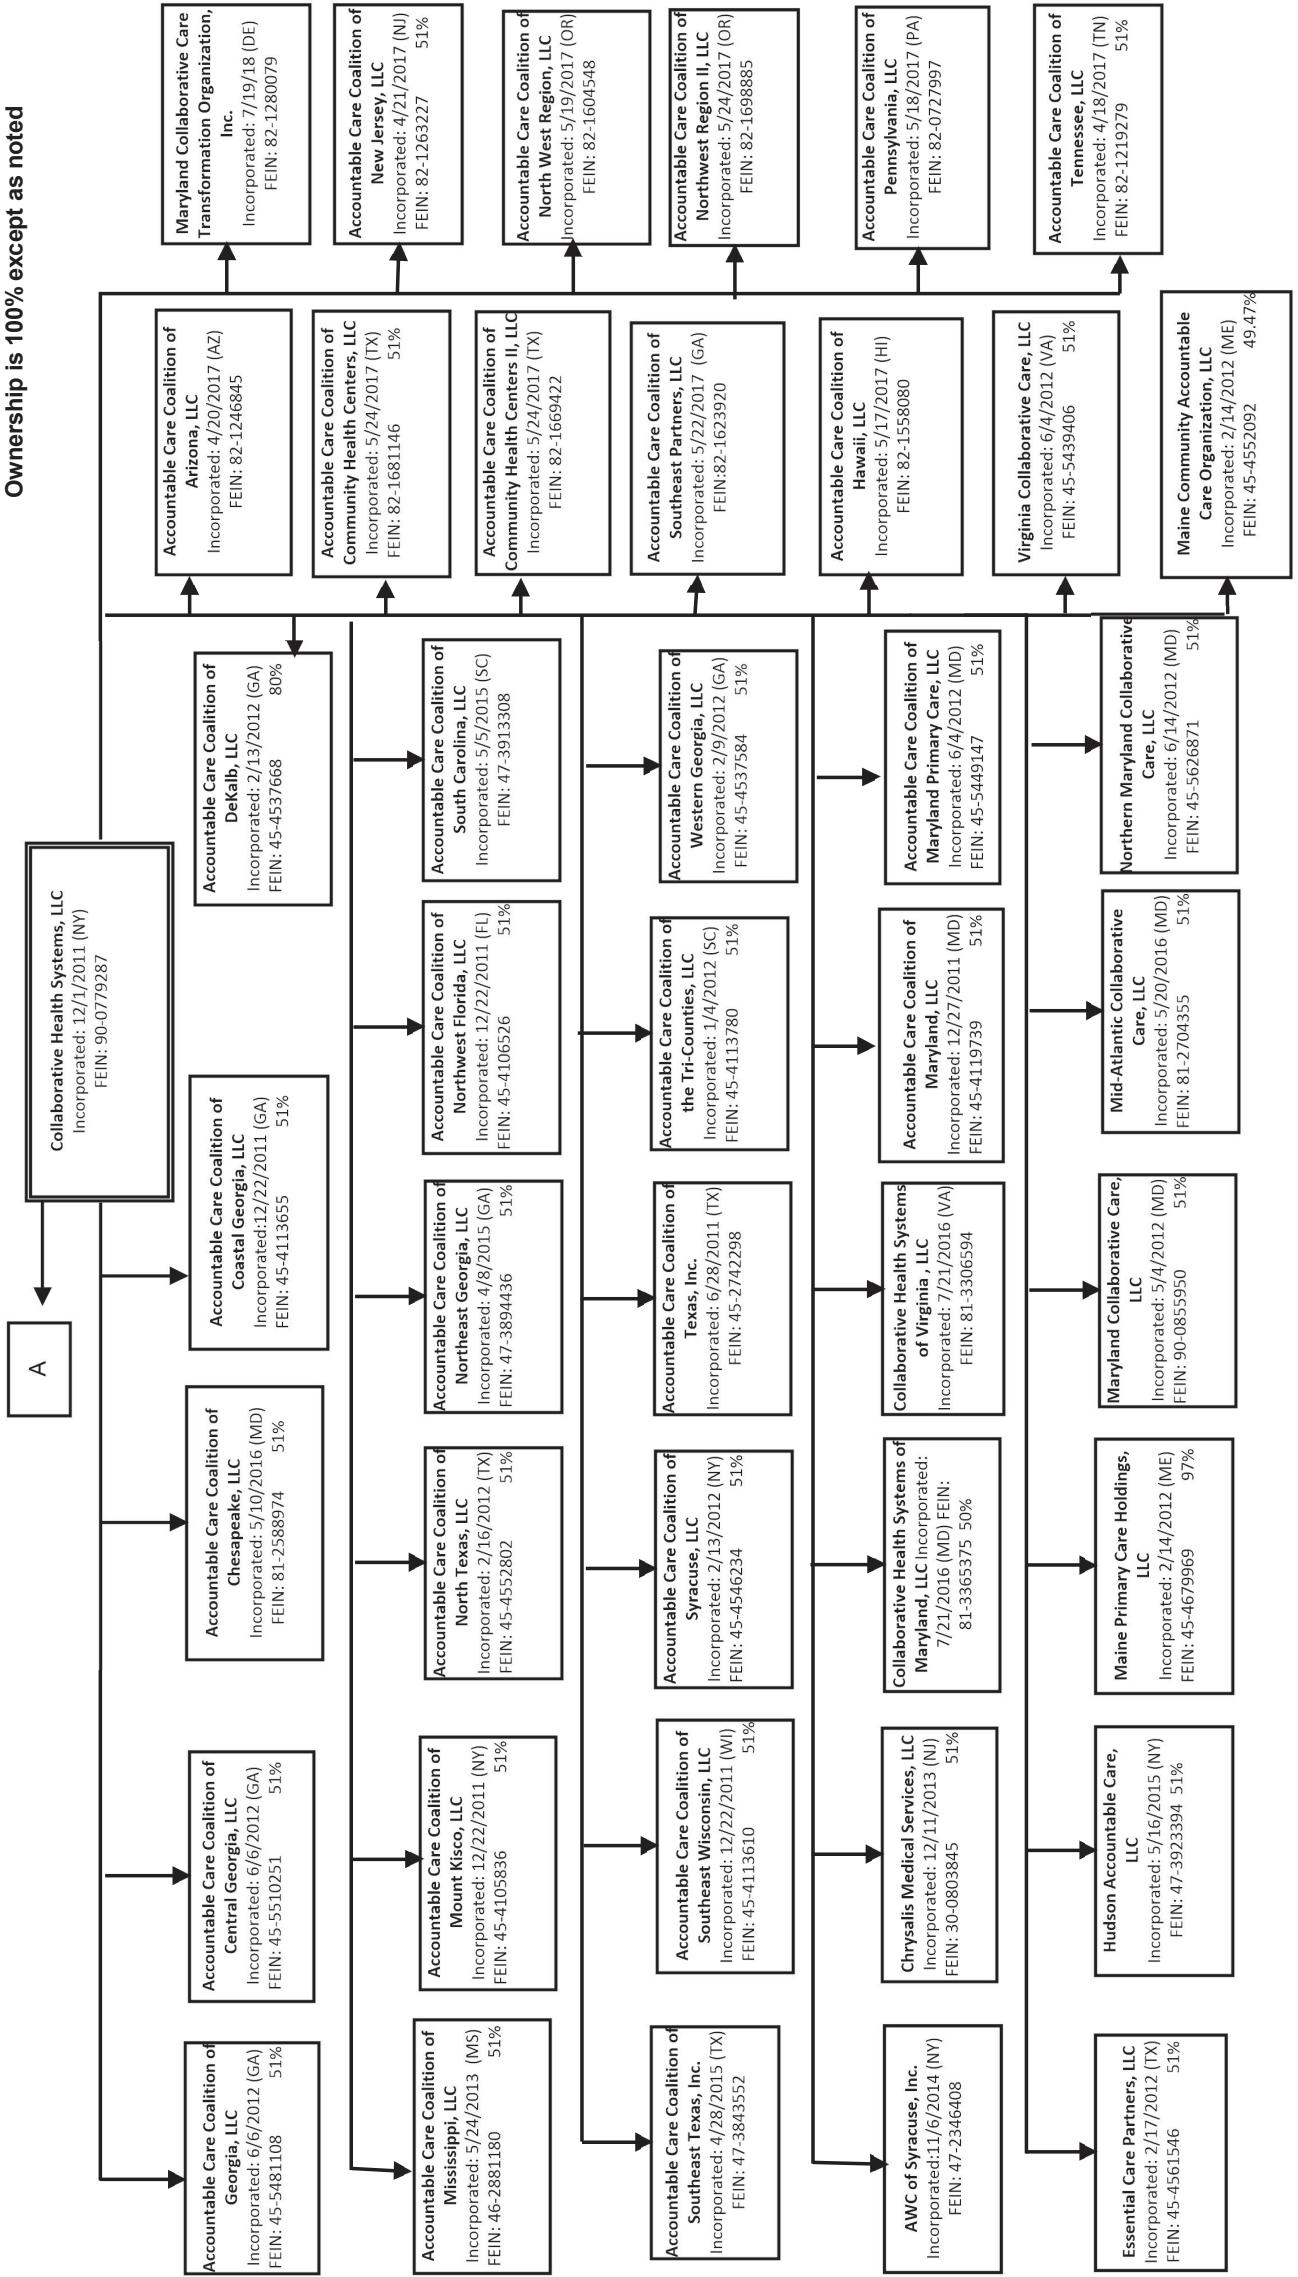 Ownership is 100% except as noted
A
Collaborative Health Systems, LLC
Incorporated: 12/1/2011 (NY)
FEIN: 90-0779287
Accountable Care Coalition of
Georgia, LLC
Incorporated: 6/6/2012 (GA)
FEIN: 45-5481108 51%
Accountable Care Coalition of
Central Georgia, LLC
Incorporated: 6/6/2012 (GA)
FEIN: 45-5510251 51%
Accountable Care Coalition of
Chesapeake, LLC
Incorporated: 5/10/2016 (MD)
FEIN: 81-2588974 51%
Accountable Care Coalition of
Coastal Georgia, LLC
Incorporated:12/22/2011 (GA)
FEIN: 45-4113655 51%
Accountable Care Coalition of
DeKalb, LLC
Incorporated: 2/13/2012 (GA)
FEIN: 45-4537668 80%
Accountable Care Coalition of
Arizona, LLC
Incorporated: 4/20/2017 (AZ)
FEIN: 82-1246845
Maryland Collaborative Care
Transformation Organization,
Inc.
Incorporated: 7/19/18 (DE)
FEIN: 82-1280079
Accountable Care Coalition of
Mississippi, LLC
Incorporated: 5/24/2013 (MS)
FEIN: 46-2881180 51%
Accountable Care Coalition of
Mount Kisco, LLC
Incorporated: 12/22/2011 (NY)
FEIN: 45-4105836 51%
Accountable Care Coalition of
North Texas, LLC
Incorporated: 2/16/2012 (TX)
FEIN: 45-4552802 51%
Accountable Care Coalition of
Northeast Georgia, LLC
Incorporated: 4/8/2015 (GA)
FEIN: 47-3894436 51%
Accountable Care Coalition of
Northwest Florida, LLC
Incorporated: 12/22/2011 (FL)
FEIN: 45-4106526 51%
Accountable Care Coalition of
South Carolina, LLC
Incorporated: 5/5/2015 (SC)
FEIN: 47-3913308
Accountable Care Coalition of
Community Health Centers, LLC
Incorporated: 5/24/2017 (TX)
FEIN: 82-1681146 51%
Accountable Care Coalition of
New Jersey, LLC
Incorporated: 4/21/2017 (NJ)
FEIN: 82-1263227 51%
Accountable Care Coalition of
Community Health Centers II, LLC
Incorporated: 5/24/2017 (TX)
FEIN: 82-1669422
Accountable Care Coalition of
North West Region, LLC
Incorporated: 5/19/2017 (OR)
FEIN: 82-1604548
Accountable Care Coalition of
Southeast Texas, Inc.
Incorporated: 4/28/2015 (TX)
FEIN: 47-3843552
Accountable Care Coalition of
Southeast Wisconsin, LLC
Incorporated: 12/22/2011 (WI)
FEIN: 45-4113610 51%
Accountable Care Coalition of
Syracuse, LLC
Incorporated: 2/13/2012 (NY)
FEIN: 45-4546234 51%
Accountable Care Coalition of
Texas, Inc.
Incorporated: 6/28/2011 (TX)
FEIN: 45-2742298
Accountable Care Coalition of
the Tri-Counties, LLC
Incorporated: 1/4/2012 (SC)
FEIN: 45-4113780 51%
Accountable Care Coalition of
Western Georgia, LLC
Incorporated: 2/9/2012 (GA)
FEIN: 45-4537584 51%
Accountable Care Coalition of
Southeast Partners, LLC
Incorporated: 5/22/2017 (GA)
FEIN:82-1623920
Accountable Care Coalition of
Northwest Region II, LLC
Incorporated: 5/24/2017 (OR)
FEIN: 82-1698885
AWC of Syracuse, Inc.
Incorporated:11/6/2014 (NY)
FEIN: 47-2346408
Chrysalis Medical Services, LLC
Incorporated: 12/11/2013 (NJ)
FEIN: 30-0803845 51%
Collaborative Health Systems of
Maryland, LLC Incorporated:
7/21/2016 (MD) FEIN:
81-3365375 50%
Collaborative Health Systems
of Virginia , LLC
Incorporated: 7/21/2016 (VA)
FEIN: 81-3306594
Accountable Care Coalition of
Maryland, LLC
Incorporated: 12/27/2011 (MD)
FEIN: 45-4119739 51%
Accountable Care Coalition of
Maryland Primary Care, LLC
Incorporated: 6/4/2012 (MD)
FEIN: 45-5449147 51%
Accountable Care Coalition of
Hawaii, LLC
Incorporated: 5/17/2017 (HI)
FEIN: 82-1558080
Accountable Care Coalition of
Pennsylvania, LLC
Incorporated: 5/18/2017 (PA)
FEIN: 82-0727997
Essential Care Partners, LLC
Incorporated: 2/17/2012 (TX)
FEIN: 45-4561546 51%
Hudson Accountable Care,
LLC
Incorporated: 5/16/2015 (NY)
FEIN: 47-3923394 51%
Maine Primary Care Holdings,
LLC
Incorporated: 2/14/2012 (ME)
FEIN: 45-4679969 97%
Maryland Collaborative Care,
LLC
Incorporated: 5/4/2012 (MD)
FEIN: 90-0855950 51%
Mid-Atlantic Collaborative
Care, LLC
Incorporated: 5/20/2016 (MD)
FEIN: 81-2704355 51%
Northern Maryland Collaborative
Care, LLC
Incorporated: 6/14/2012 (MD)
FEIN: 45-5626871 51%
Virginia Collaborative Care, LLC
Incorporated: 6/4/2012 (VA)
FEIN: 45-5439406 51%
Accountable Care Coalition of
Tennessee, LLC
Incorporated: 4/18/2017 (TN)
FEIN: 82-1219279 51%
Maine Community Accountable
Care Organization, LLC
Incorporated: 2/14/2012 (ME)
FEIN: 45-4552092 49.47%